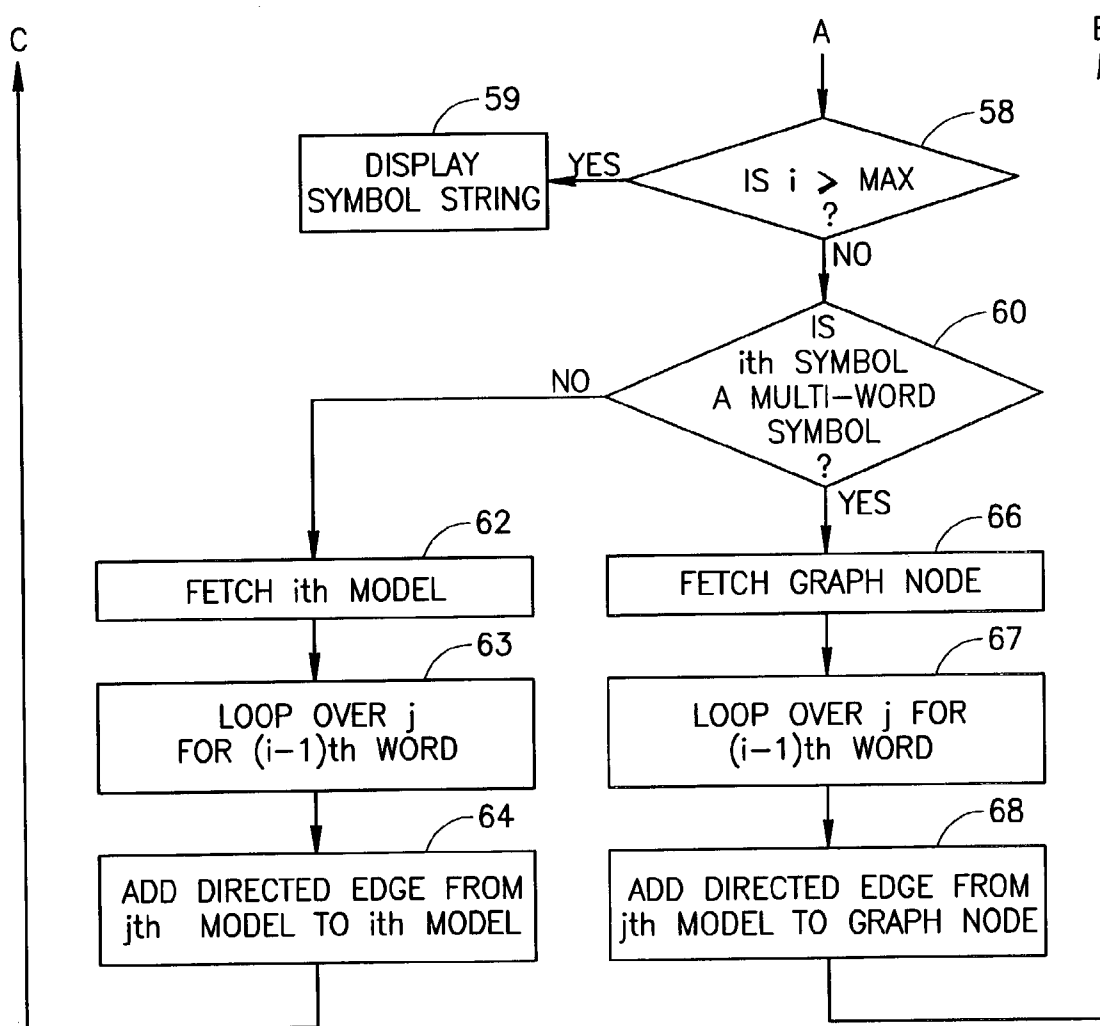 C
A
59
58
DISPLAY
SYMBOL STRING
YES
IS i > MAX
?
NO
60
IS
ith SYMBOL
A MULTI-WORD
SYMBOL
?
NO
YES
62
66
FETCH ith MODEL
FETCH GRAPH NODE
63
67
LOOP OVER j
FOR (i-1)th WORD
LOOP OVER j FOR
(i-1)th WORD
64
68
ADD DIRECTED EDGE FROM
jth MODEL TO ith MODEL
ADD DIRECTED EDGE FROM
jth MODEL TO GRAPH NODE